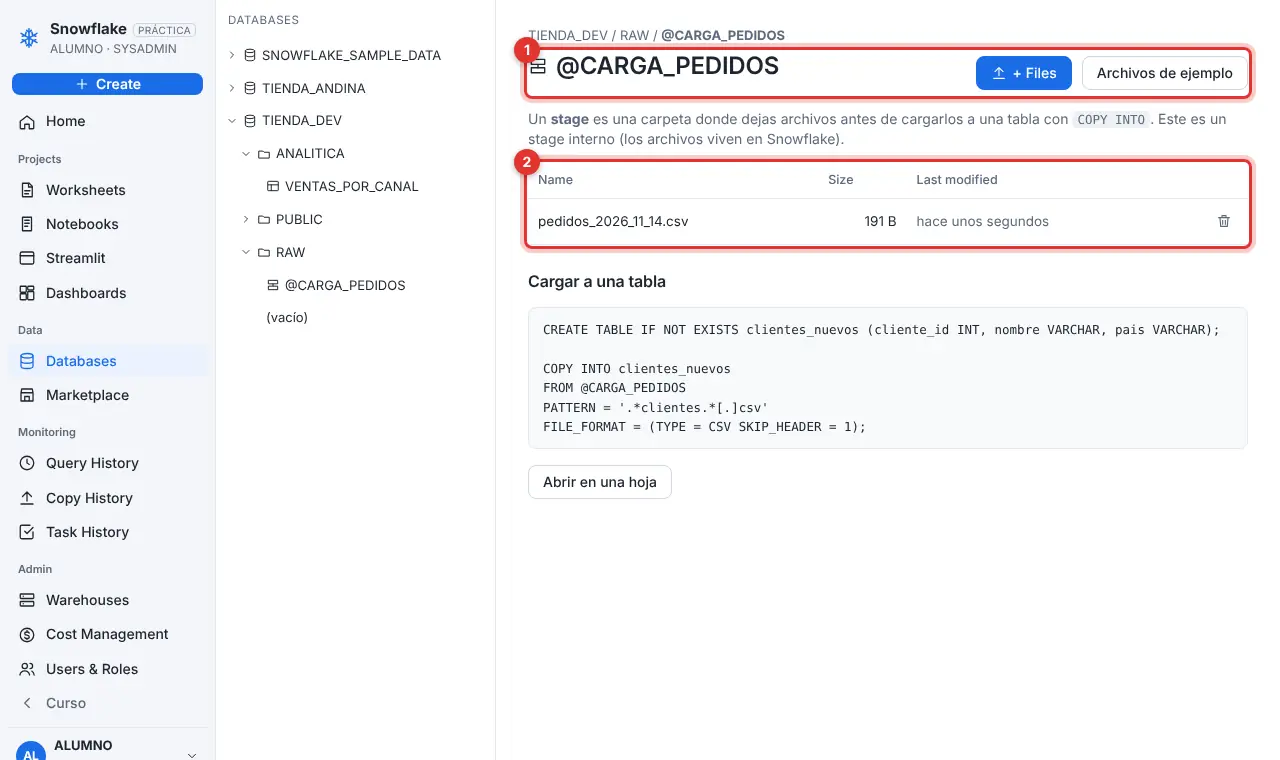 Snowflake PRÁCTICA
ALUMNO · SYSADMIN
+ Create
Home
Projects
Worksheets
Notebooks
Streamlit
Dashboards
Data
Databases
Marketplace
Monitoring
Query History
Copy History
Task History
Admin
Warehouses
Cost Management
Users & Roles
Curso
AL
ALUMNO
DATABASES
SNOWFLAKE_SAMPLE_DATA
TIENDA_ANDINA
TIENDA_DEV
ANALITICA
VENTAS_POR_CANAL
PUBLIC
RAW
@CARGA_PEDIDOS
(vacío)
TIENDA_DEV / RAW / @CARGA_PEDIDOS
1
@CARGA_PEDIDOS
+ Files
Archivos de ejemplo
Un stage es una carpeta donde dejas archivos antes de cargarlos a una tabla con COPY INTO. Este es un
stage interno (los archivos viven en Snowflake).
2
Name Size Last modified
pedidos_2026_11_14.csv 191 B hace unos segundos
Cargar a una tabla
CREATE TABLE IF NOT EXISTS clientes_nuevos (cliente_id INT, nombre VARCHAR, pais VARCHAR);
COPY INTO clientes_nuevos
FROM @CARGA_PEDIDOS
PATTERN = '.*clientes.*[.]csv'
FILE_FORMAT = (TYPE = CSV SKIP_HEADER = 1);
Abrir en una hoja